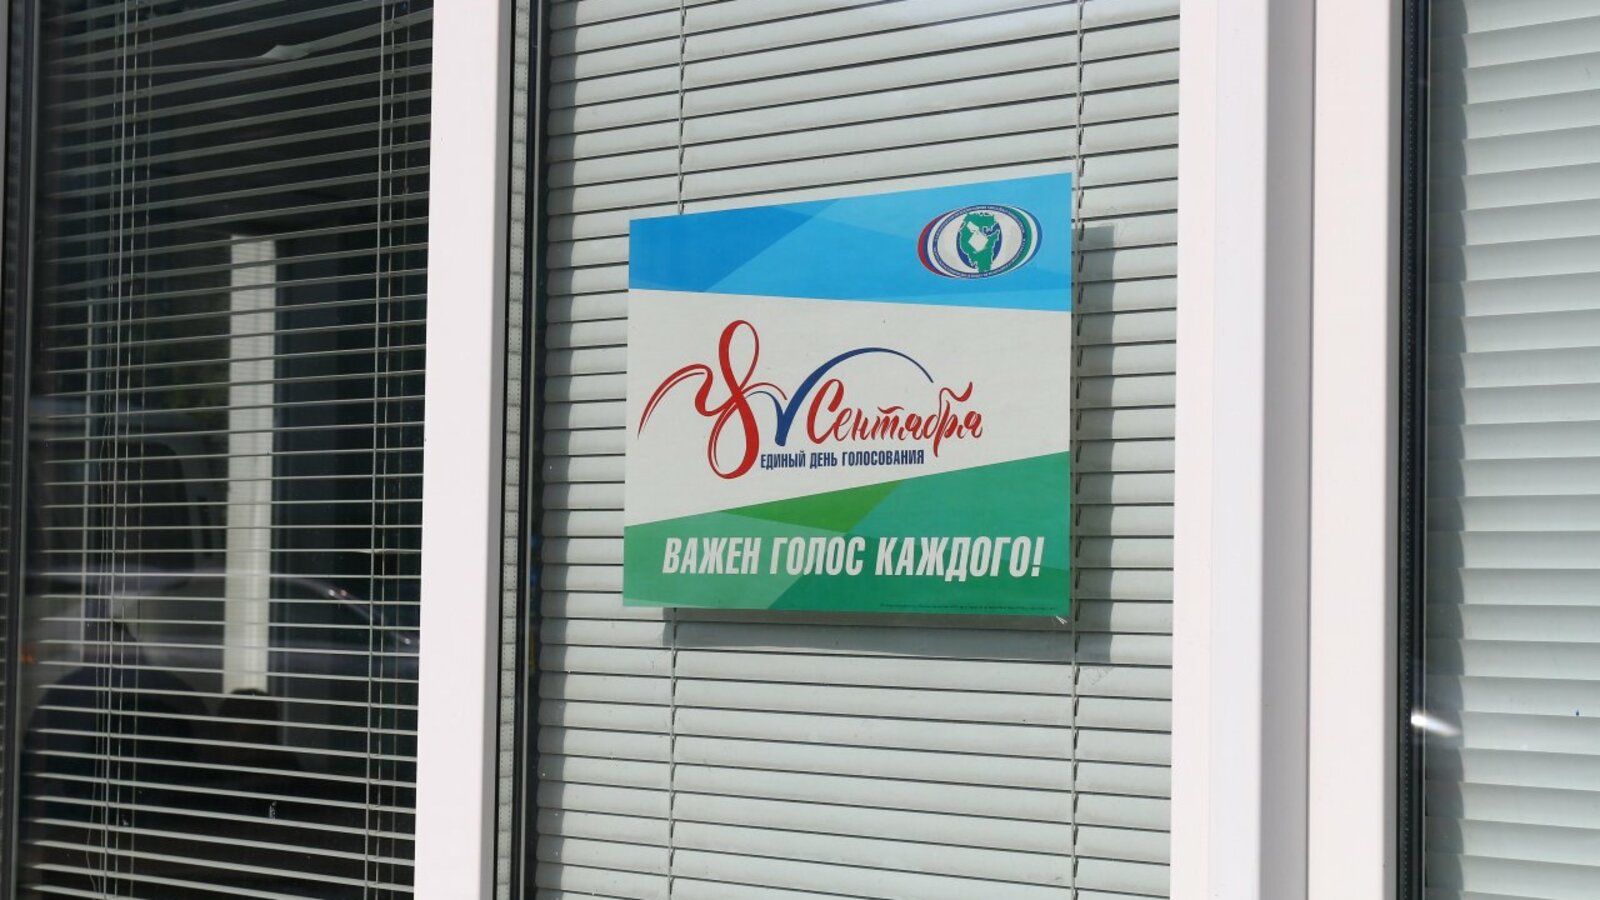 8 Сентября
ЕДИНЫЙ ДЕНЬ ГОЛОСОВАНИЯ
ВАЖЕН ГОЛОС КАЖДОГО!